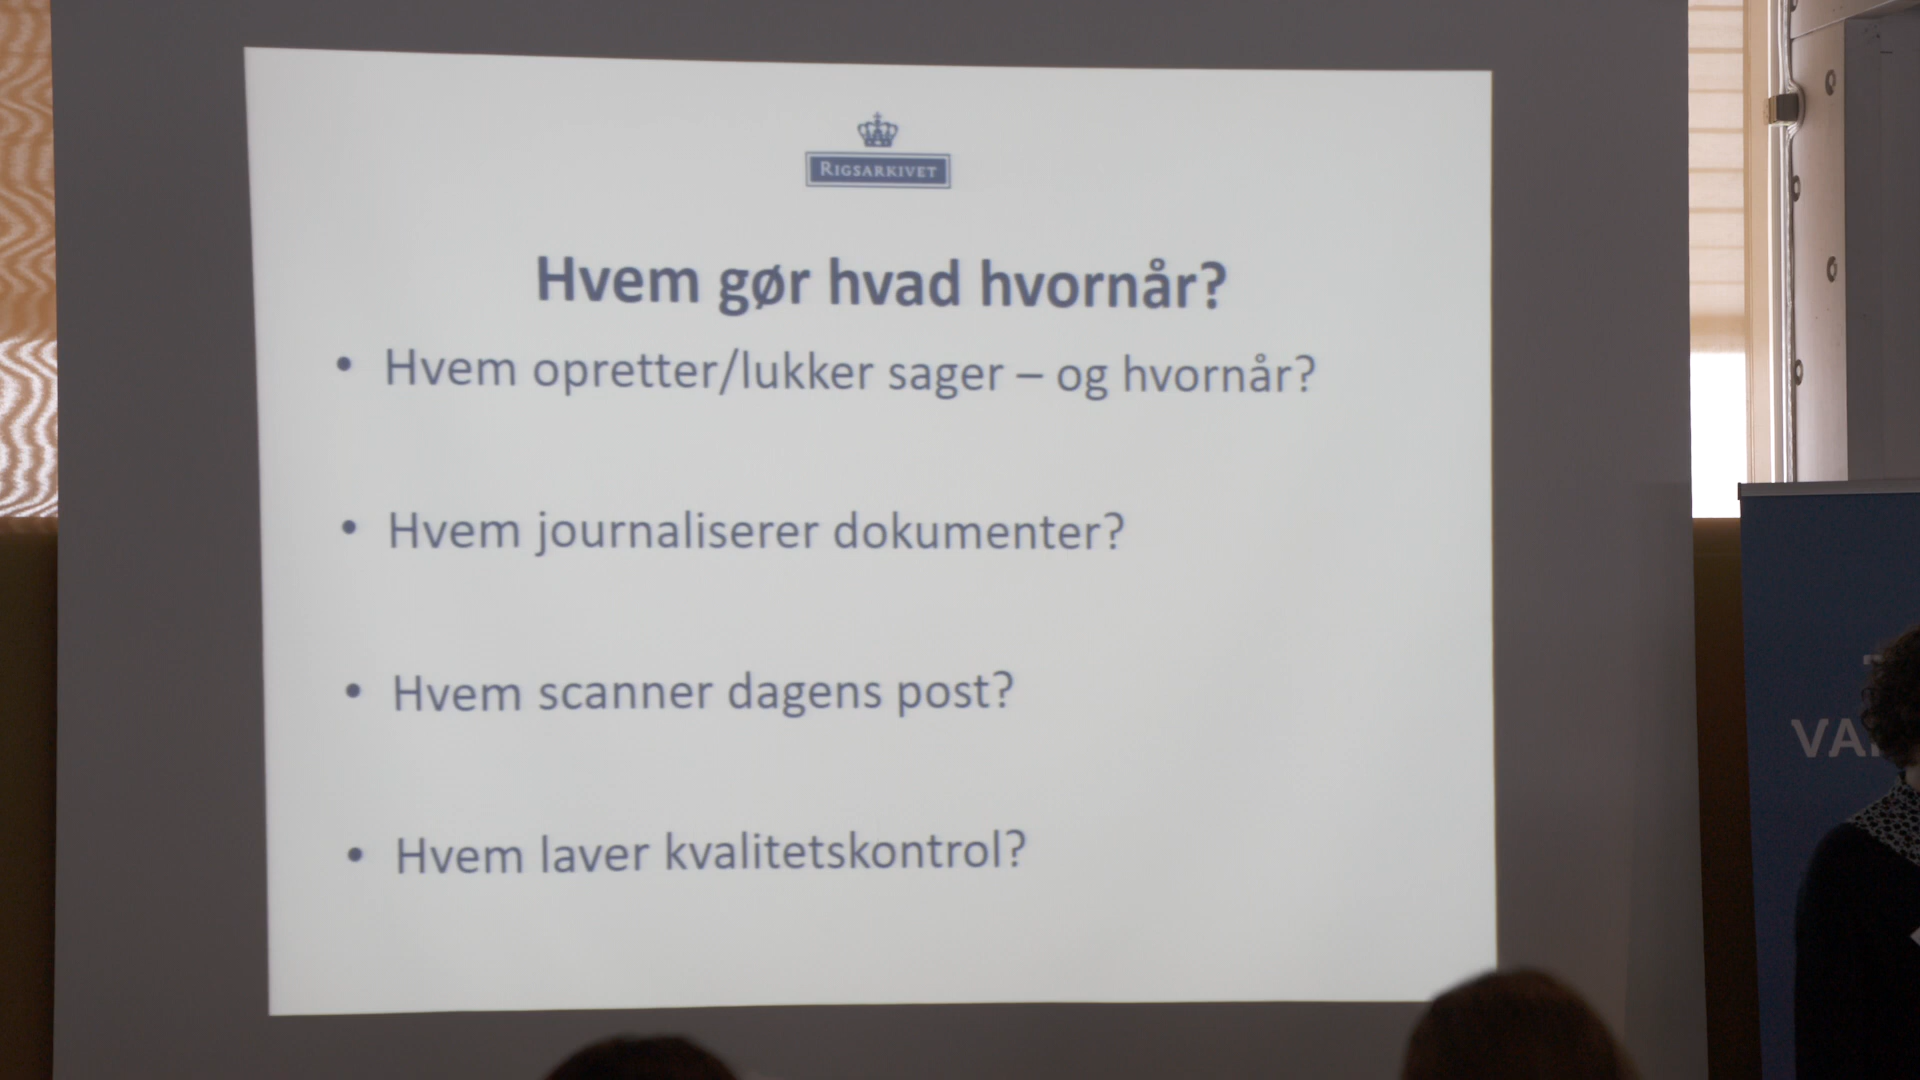 RIGSARKIVET
Hvem gør hvad hvornår?
• Hvem opretter/lukker sager – og hvornår?
• Hvem journaliserer dokumenter?
• Hvem scanner dagens post?
• Hvem laver kvalitetskontrol?